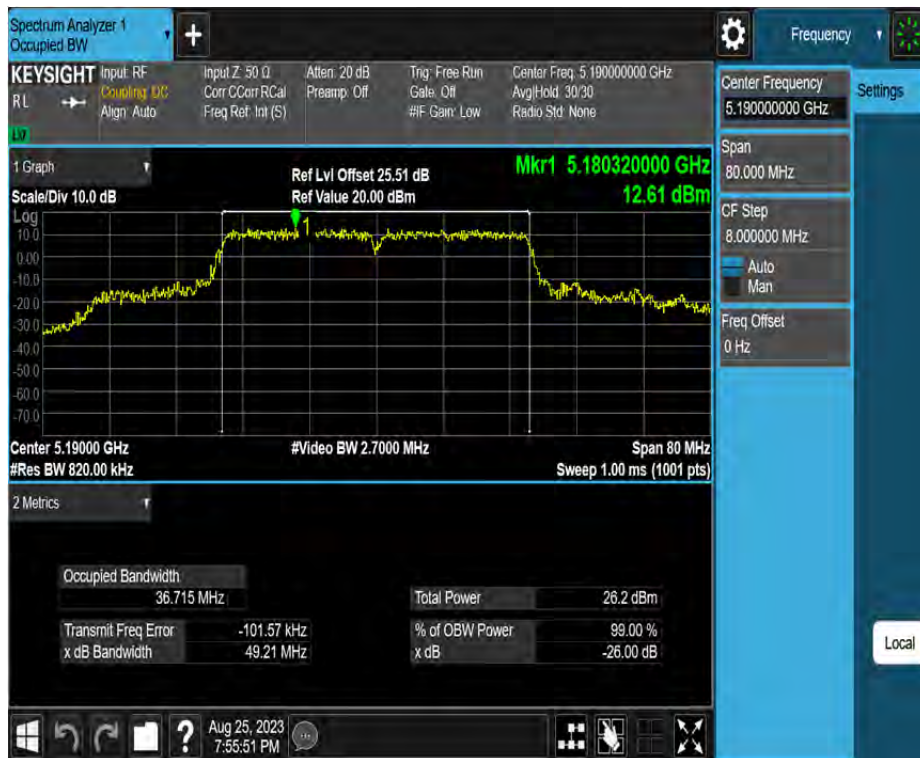 Spectrum Analyzer 1
Occupied BW
+
Frequency
KEYSIGHT
RL
LXI
Input: RF
Coupling: DC
Align: Auto
Input Z: 50 Ω
Corr CCorr RCal
Freq Ref: Int (S)
Atten: 20 dB
Preamp: Off
Trig: Free Run
Gate: Off
#IF Gain: Low
Center Freq: 5.190000000 GHz
Avg|Hold: 30/30
Radio Std: None
Center Frequency
5.190000000 GHz
Settings
Span
80.000 MHz
CF Step
8.000000 MHz
Auto
Man
Freq Offset
0 Hz
Local
1 Graph
Scale/Div 10.0 dB
Ref Lvl Offset 25.51 dB
Ref Value 20.00 dBm
Mkr1 5.180320000 GHz
12.61 dBm
Log
1
10.0
0.00
-10.0
-20.0
-30.0
-40.0
-50.0
-60.0
-70.0
Center 5.19000 GHz
#Video BW 2.7000 MHz
Span 80 MHz
#Res BW 820.00 kHz
Sweep 1.00 ms (1001 pts)
2 Metrics
Occupied Bandwidth
36.715 MHz
Total Power 26.2 dBm
Transmit Freq Error -101.57 kHz
% of OBW Power 99.00 %
x dB Bandwidth 49.21 MHz
x dB -26.00 dB
?
Aug 25, 2023
7:55:51 PM